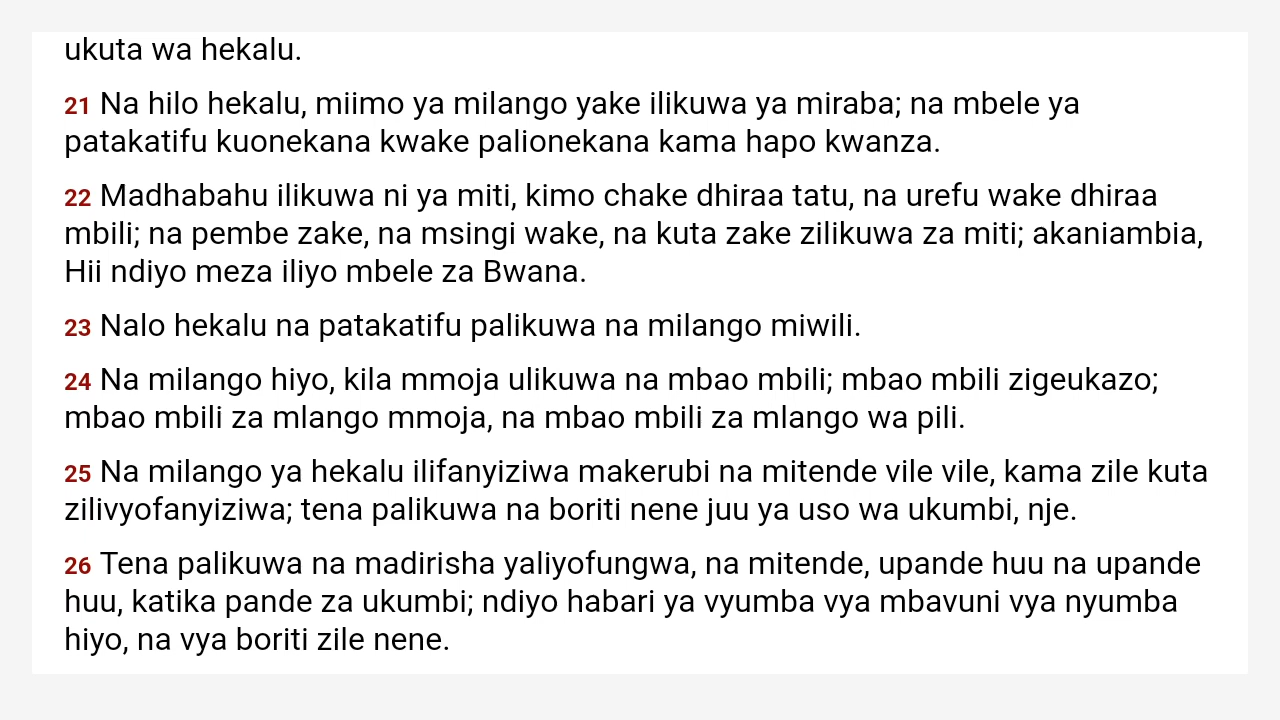 ukuta wa hekalu.
21 Na hilo hekalu, miimo ya milango yake ilikuwa ya miraba; na mbele ya
patakatifu kuonekana kwake palionekana kama hapo kwanza.
22 Madhabahu ilikuwa ni ya miti, kimo chake dhiraa tatu, na urefu wake dhiraa
mbili; na pembe zake, na msingi wake, na kuta zake zilikuwa za miti; akaniambia,
Hii ndiyo meza iliyo mbele za Bwana.
23 Nalo hekalu na patakatifu palikuwa na milango miwili.
24 Na milango hiyo, kila mmoja ulikuwa na mbao mbili; mbao mbili zigeukazo;
mbao mbili za mlango mmoja, na mbao mbili za mlango wa pili.
25 Na milango ya hekalu ilifanyiziwa makerubi na mitende vile vile, kama zile kuta
zilivyofanyiziwa; tena palikuwa na boriti nene juu ya uso wa ukumbi, nje.
26 Tena palikuwa na madirisha yaliyofungwa, na mitende, upande huu na upande
huu, katika pande za ukumbi; ndiyo habari ya vyumba vya mbavuni vya nyumba
hiyo, na vya boriti zile nene.